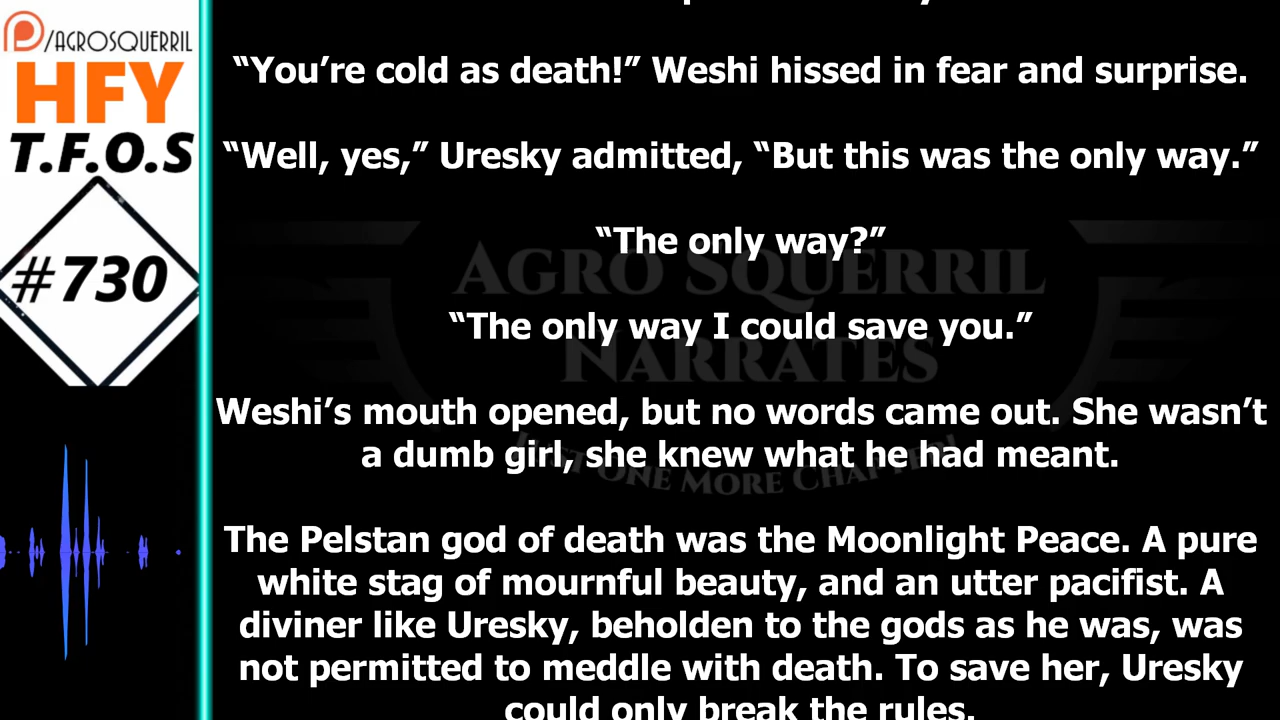 /AGROSQUERRIL
HFY
T.F.O.S
#730
“You’re cold as death!” Weshi hissed in fear and surprise.
“Well, yes,” Uresky admitted, “But this was the only way.”
“The only way?”
AGRO SQUERRIL
“The only way I could save you.”
NARRATES
Weshi’s mouth opened, but no words came out. She wasn’t
a dumb girl, she knew what he had meant.
JUST ONE MORE CHAPTER!
The Pelstan god of death was the Moonlight Peace. A pure
white stag of mournful beauty, and an utter pacifist. A
diviner like Uresky, beholden to the gods as he was, was
not permitted to meddle with death. To save her, Uresky
could only break the rules.